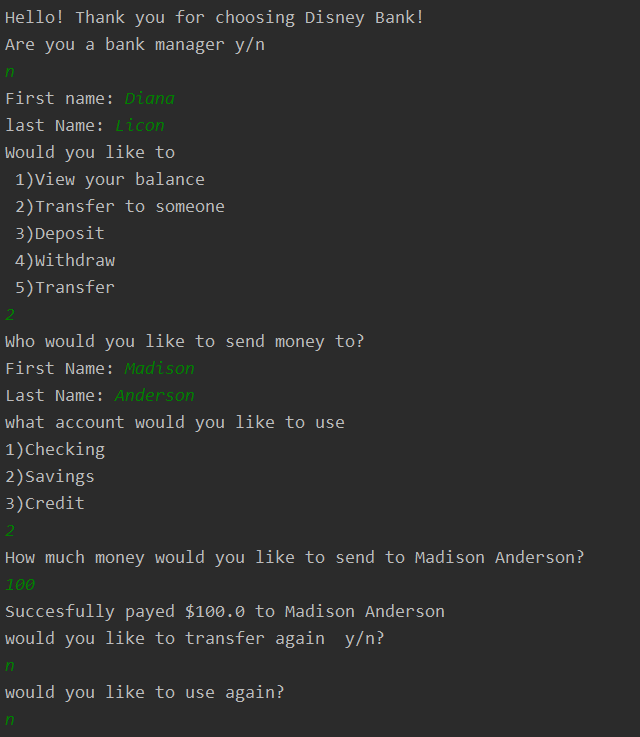 Hello! Thank you for choosing Disney Bank!
Are you a bank manager y/n
n
First name: Diana
last Name: Licon
Would you like to
1)View your balance
2)Transfer to someone
3)Deposit
4)Withdraw
5)Transfer
2
Who would you like to send money to?
First Name: Madison
Last Name: Anderson
what account would you like to use
1)Checking
2)Savings
3)Credit
2
How much money would you like to send to Madison Anderson?
100
Succesfully payed $100.0 to Madison Anderson
would you like to transfer again  y/n?
n
would you like to use again?
n